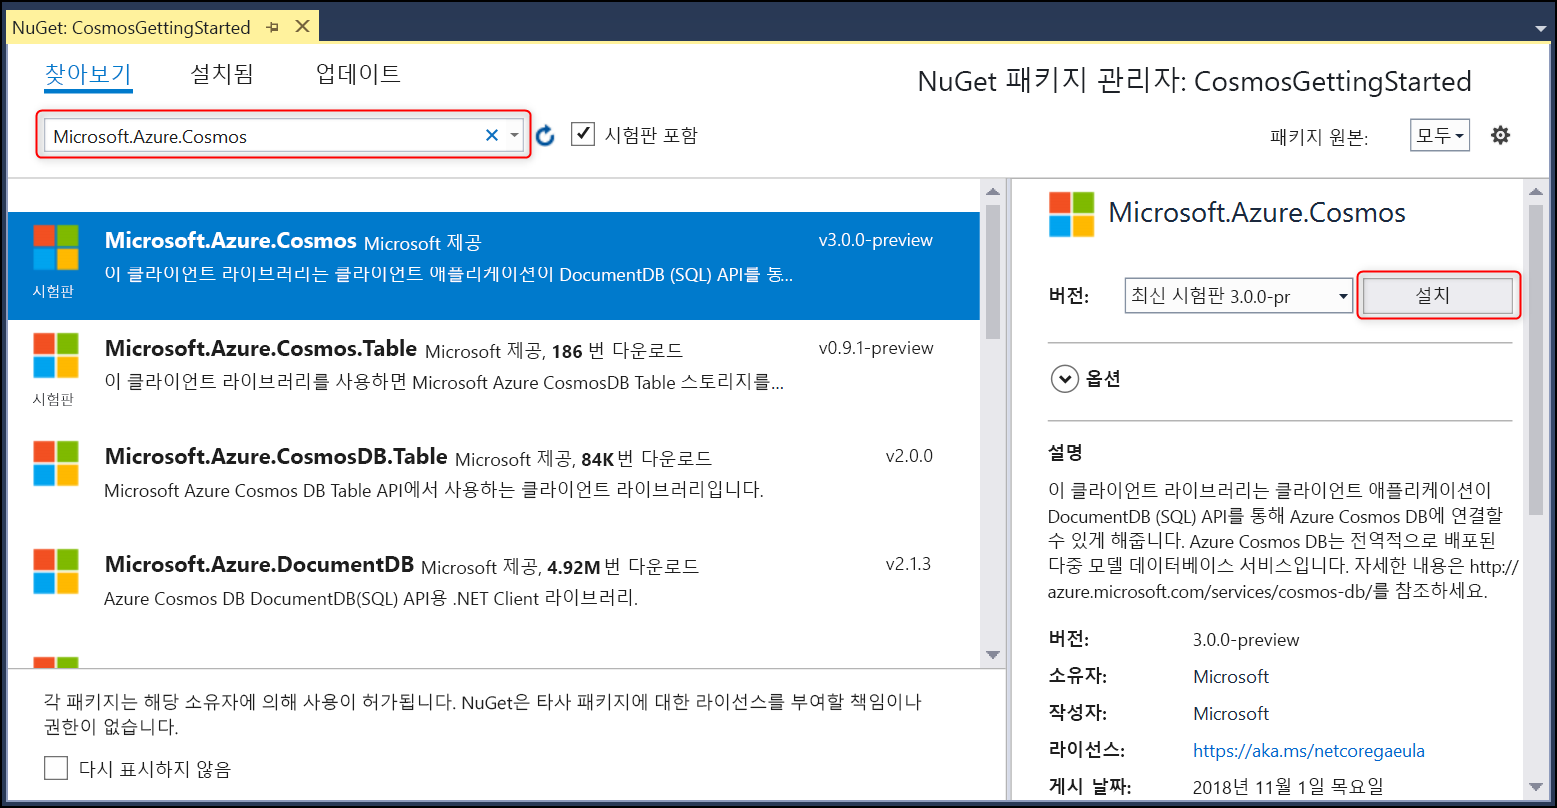 NuGet: CosmosGettingStarted
찾아보기 설치됨 업데이트
NuGet 패키지 관리자: CosmosGettingStarted
Microsoft.Azure.Cosmos
시험판 포함
패키지 원본: 모두
Microsoft.Azure.Cosmos Microsoft 제공 v3.0.0-preview
이 클라이언트 라이브러리는 클라이언트 애플리케이션이 DocumentDB (SQL) API를 통...
시험판
Microsoft.Azure.Cosmos.Table Microsoft 제공, 186 번 다운로드 v0.9.1-preview
이 클라이언트 라이브러리를 사용하면 Microsoft Azure CosmosDB Table 스토리지를...
시험판
Microsoft.Azure.CosmosDB.Table Microsoft 제공, 84K번 다운로드 v2.0.0
Microsoft Azure Cosmos DB Table API에서 사용하는 클라이언트 라이브러리입니다.
Microsoft.Azure.DocumentDB Microsoft 제공, 4.92M번 다운로드 v2.1.3
Azure Cosmos DB DocumentDB(SQL) API용 .NET Client 라이브러리.
각 패키지는 해당 소유자에 의해 사용이 허가됩니다. NuGet은 타사 패키지에 대한 라이선스를 부여할 책임이나
권한이 없습니다.
다시 표시하지 않음
Microsoft.Azure.Cosmos
버전: 최신 시험판 3.0.0-pr 설치
옵션
설명
이 클라이언트 라이브러리는 클라이언트 애플리케이션이
DocumentDB (SQL) API를 통해 Azure Cosmos DB에 연결할
수 있게 해줍니다. Azure Cosmos DB는 전역적으로 배포된
다중 모델 데이터베이스 서비스입니다. 자세한 내용은 http://
azure.microsoft.com/services/cosmos-db/를 참조하세요.
버전: 3.0.0-preview
소유자: Microsoft
작성자: Microsoft
라이선스: https://aka.ms/netcoregaeula
게시 날짜: 2018년 11월 1일 목요일